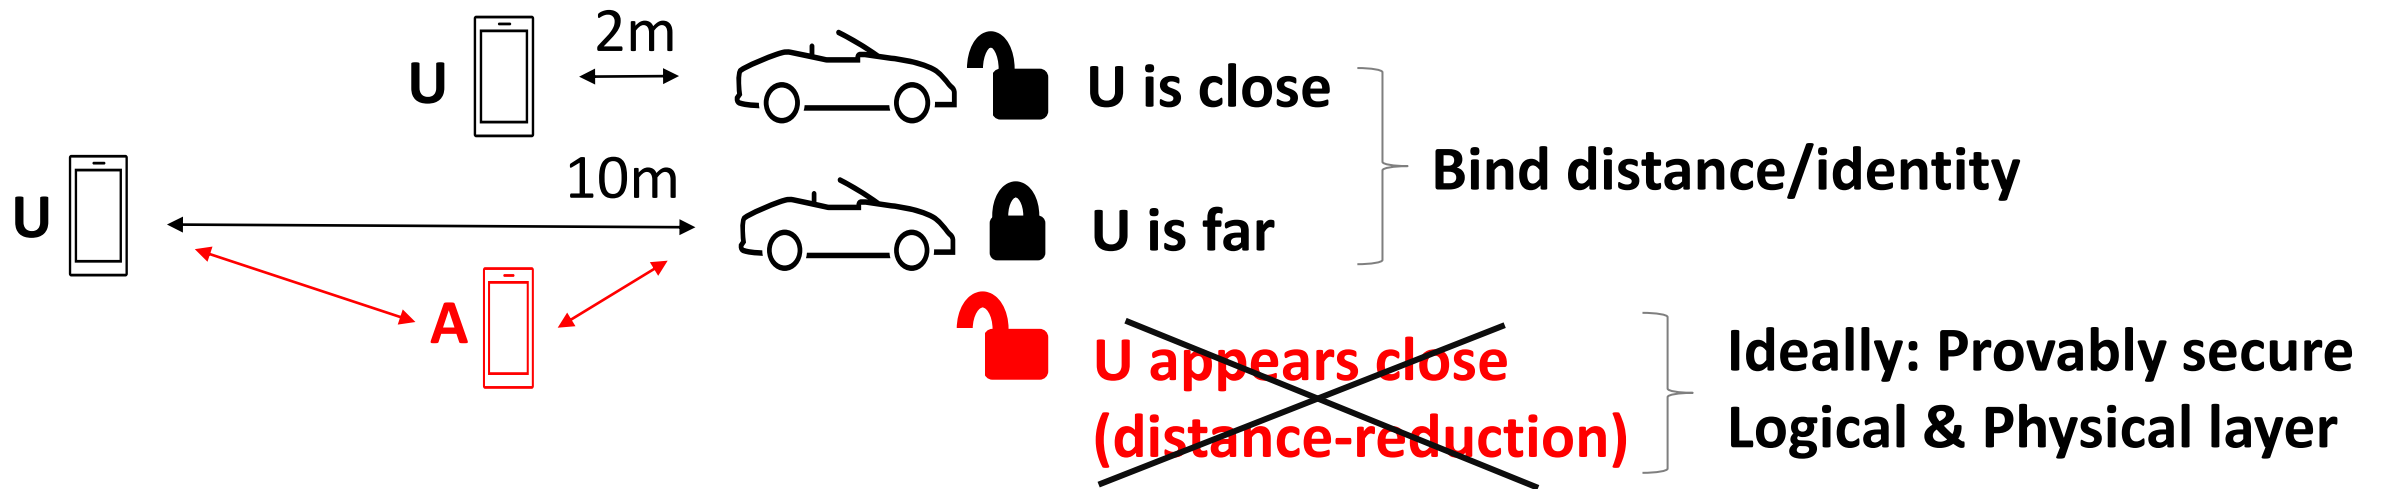 2m
U
U is close
10m
U
U is far
Bind distance/identity
A
U appears close
(distance-reduction)
Ideally: Provably secure
Logical & Physical layer